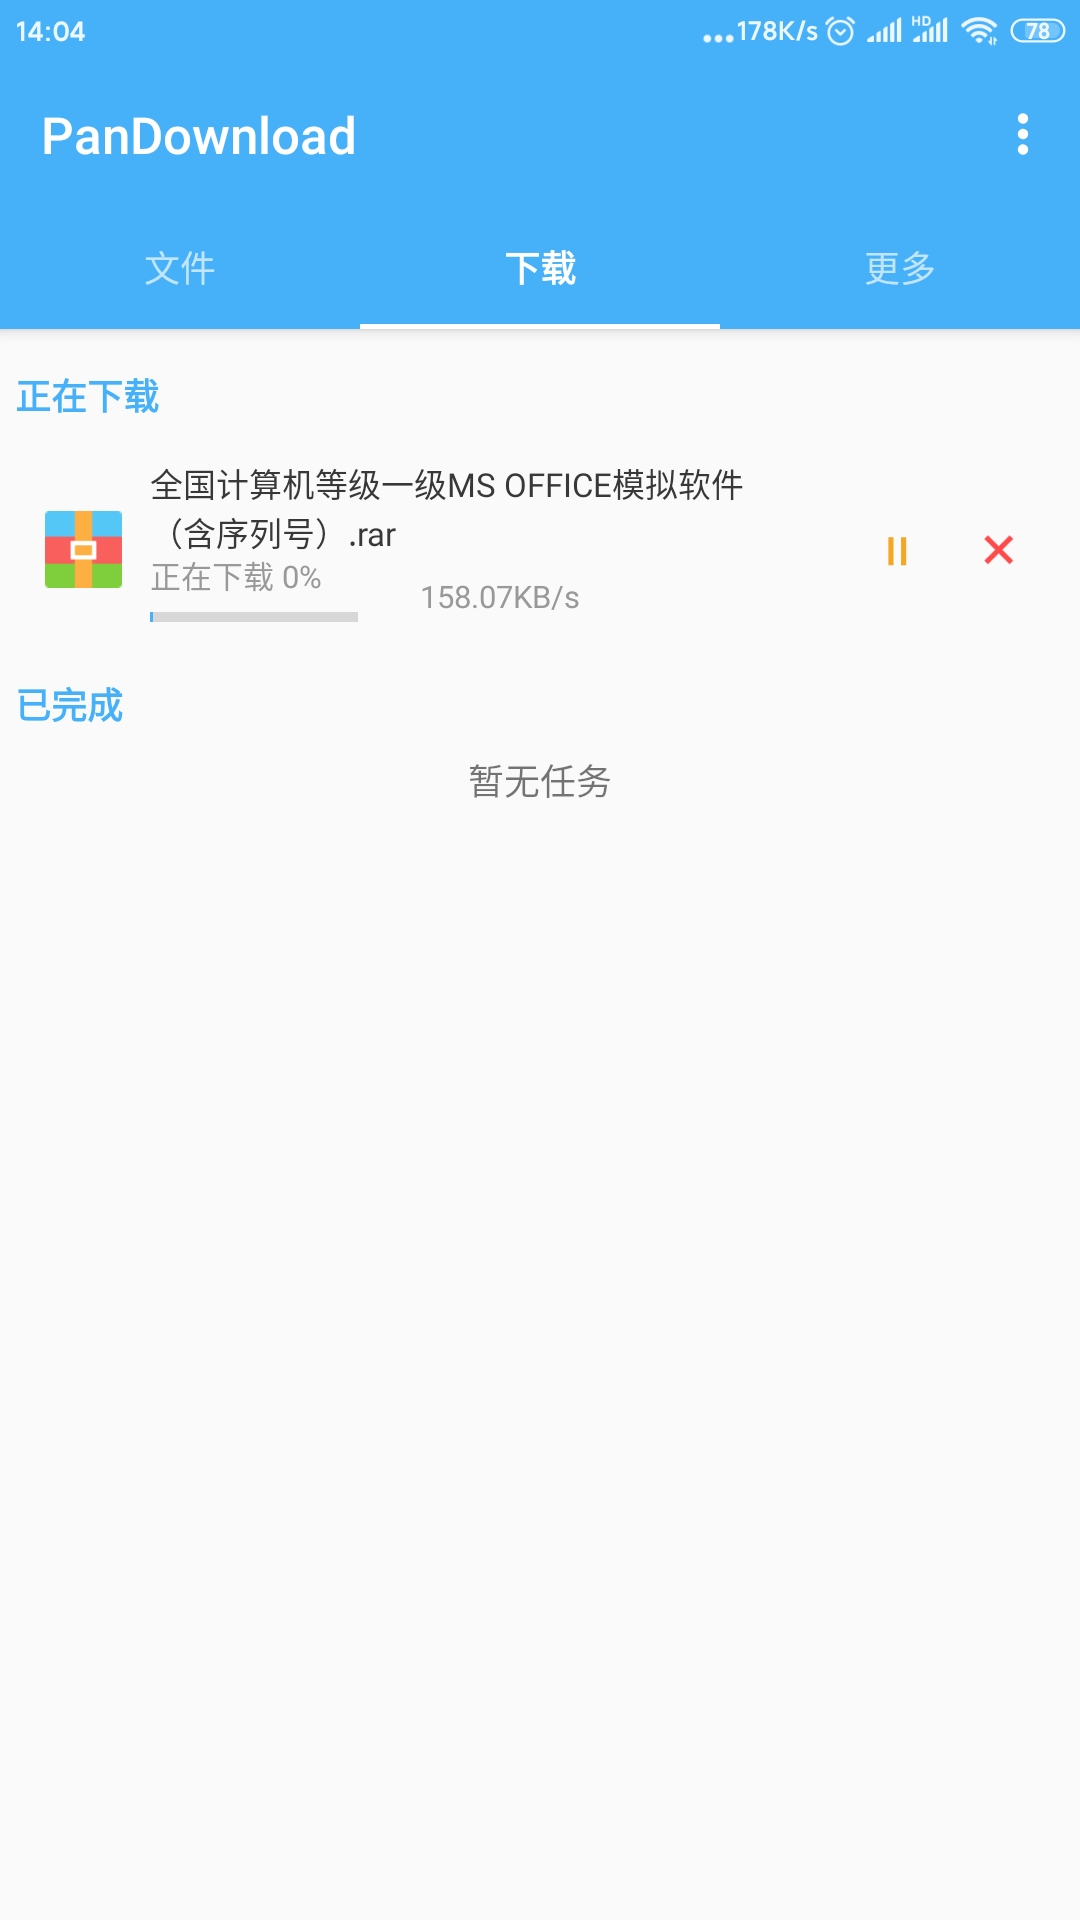 14:04
...178K/s HD 78
PanDownload
文件 下载 更多
正在下载
全国计算机等级一级MS OFFICE模拟软件
（含序列号）.rar
正在下载 0%
158.07KB/s
已完成
暂无任务